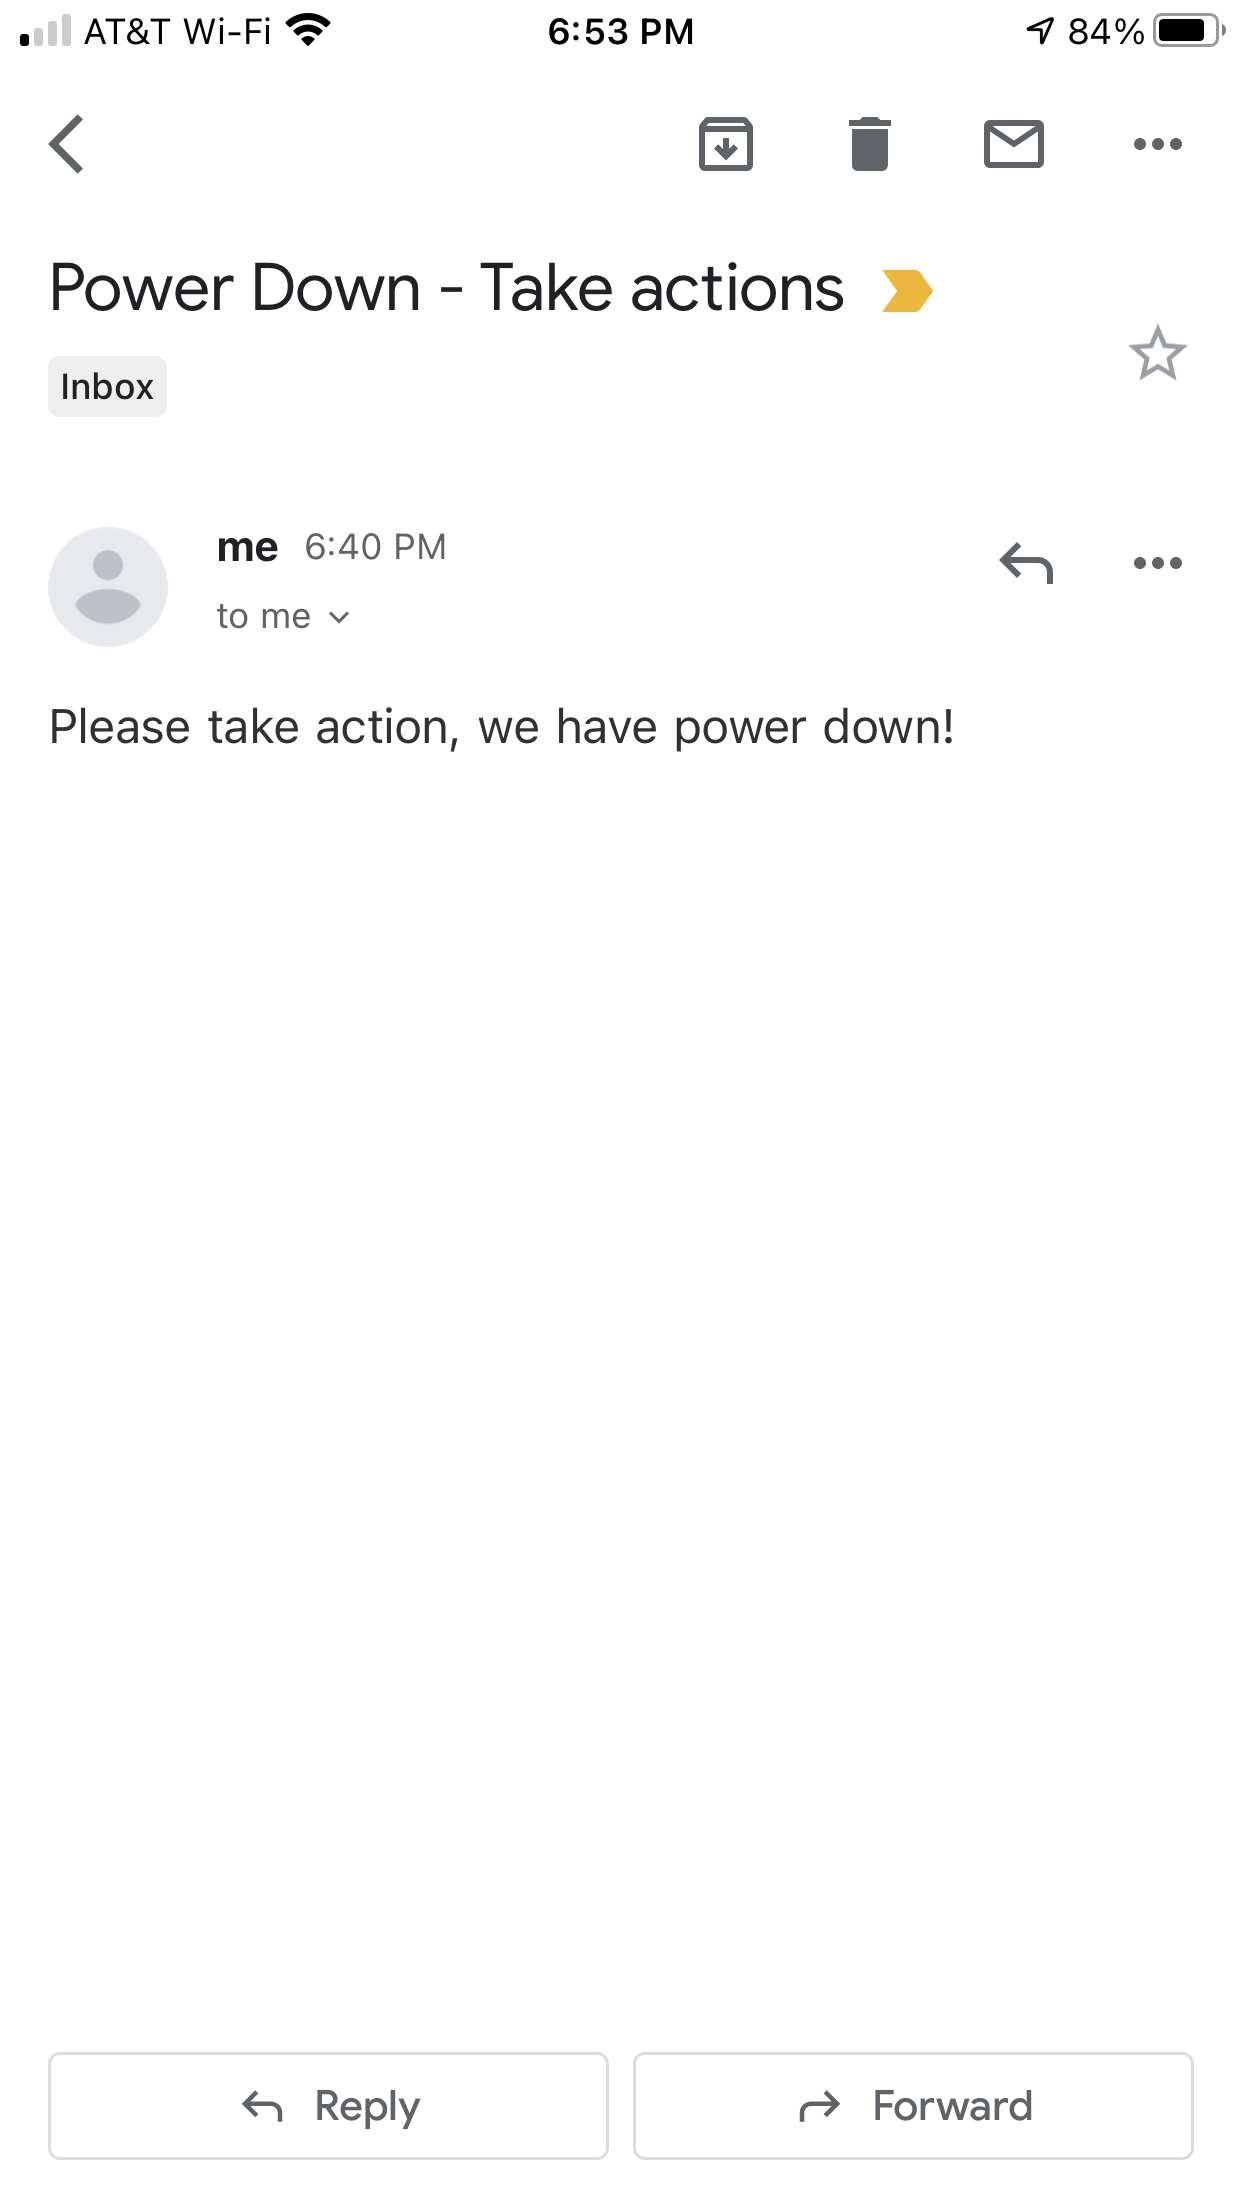 AT&T Wi-Fi 6:53 PM 84%
Power Down - Take actions
Inbox
me 6:40 PM
to me
Please take action, we have power down!
Reply Forward